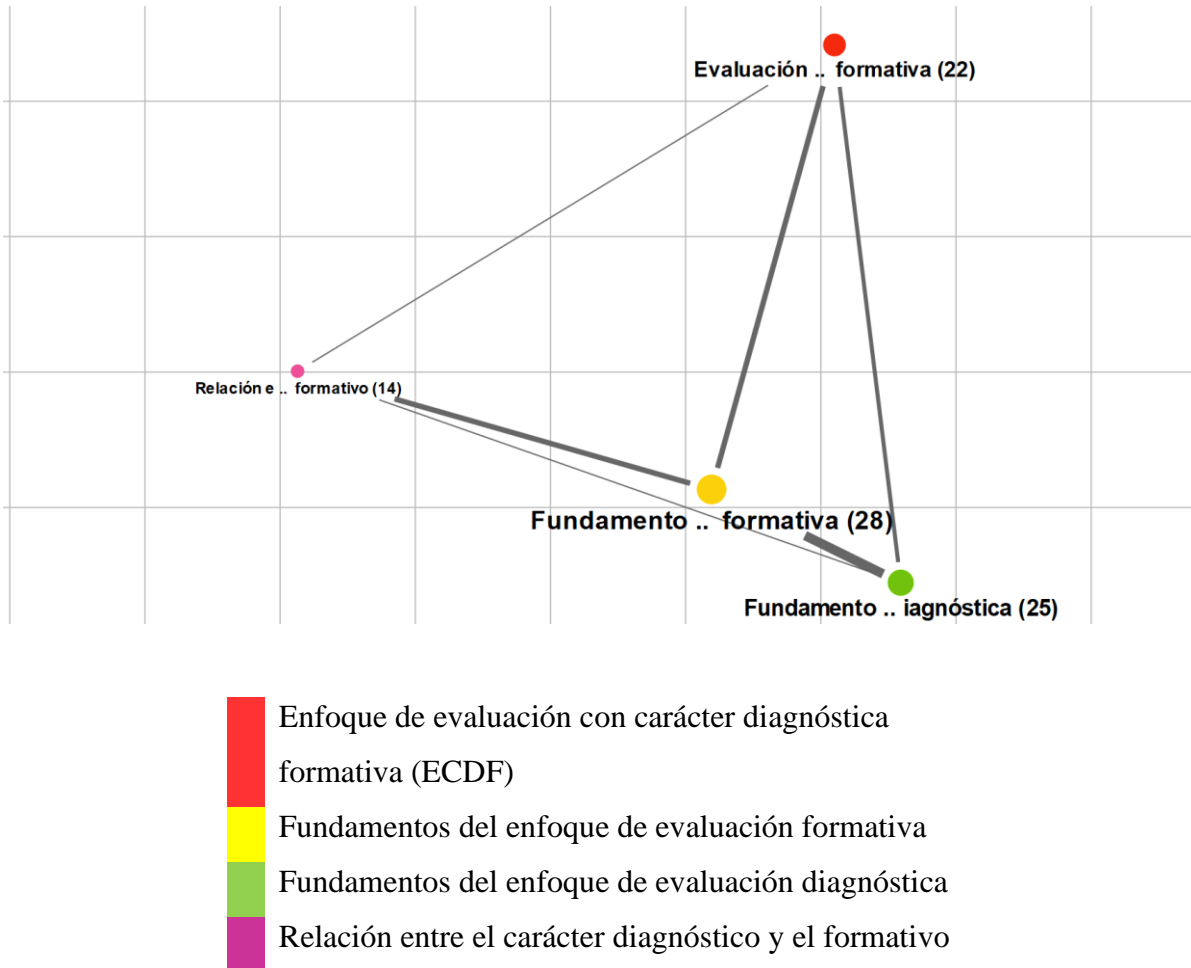 Evaluación .. formativa (22)
Relación e .. formativo (14)
Fundamento .. formativa (28)
Fundamento .. iagnóstica (25)
Enfoque de evaluación con carácter diagnóstica
formativa (ECDF)
Fundamentos del enfoque de evaluación formativa
Fundamentos del enfoque de evaluación diagnóstica
Relación entre el carácter diagnóstico y el formativo